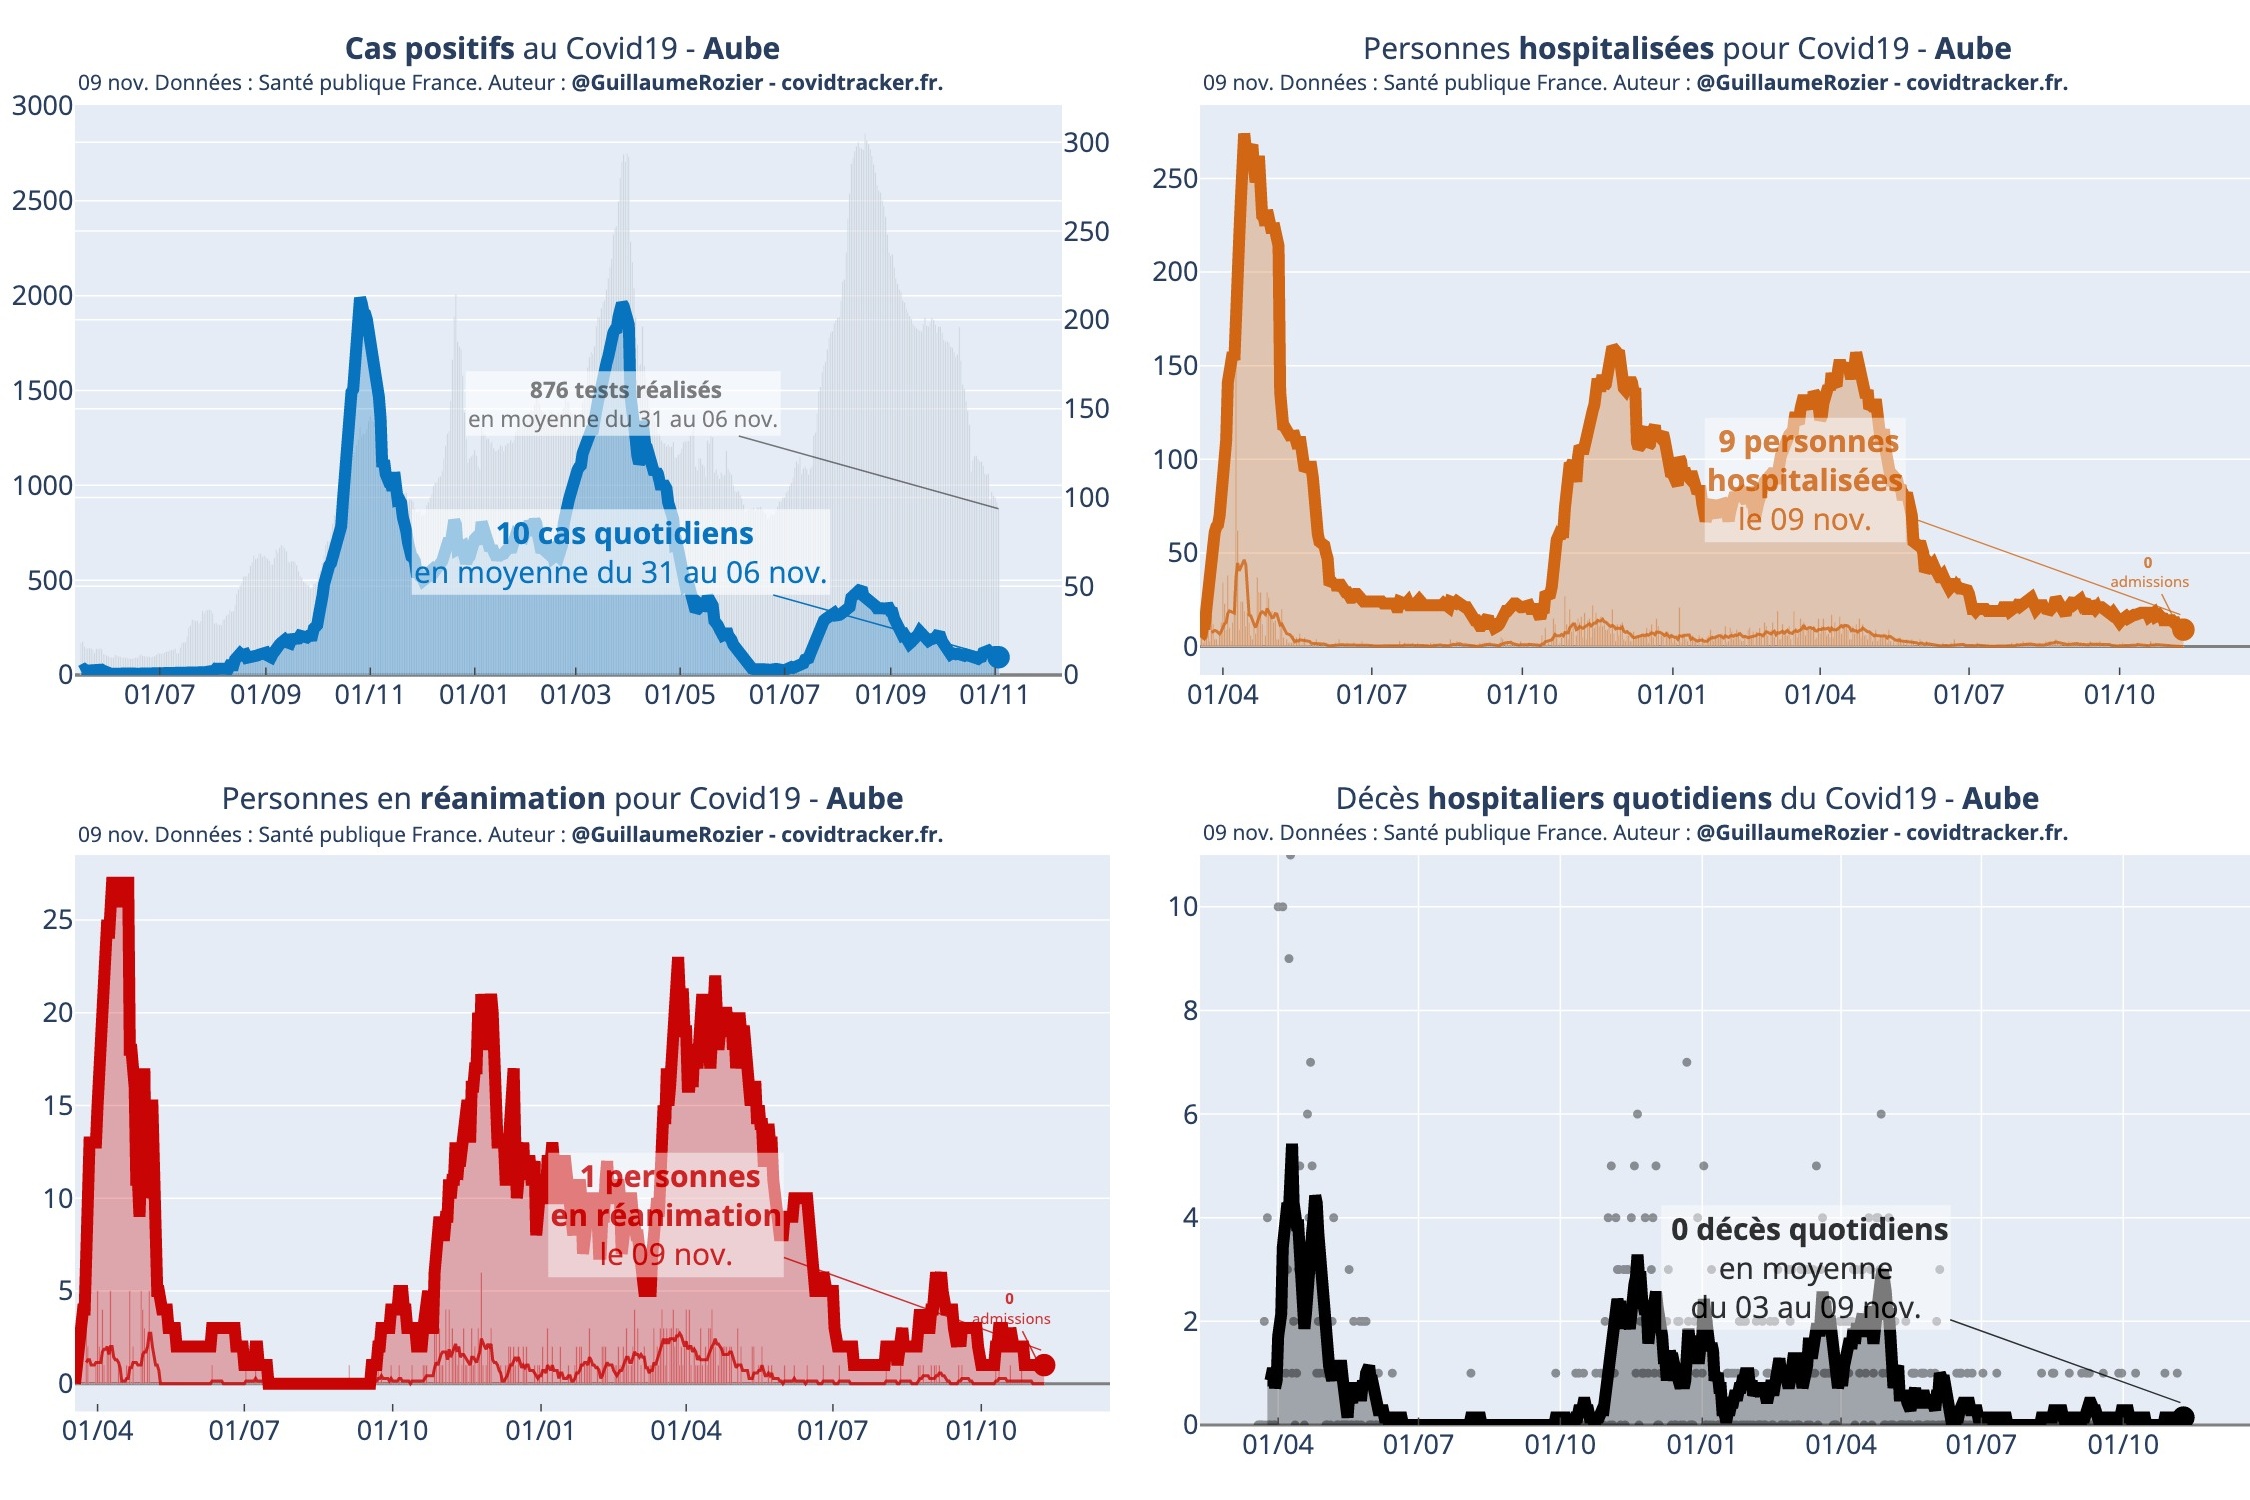 Cas positifs au Covid19 - Aube
09 nov. Données : Santé publique France. Auteur : @GuillaumeRozier - covidtracker.fr.
3000
2500
2000
1500
1000
500
0
300
250
200
150
100
50
0
876 tests réalisés
en moyenne du 31 au 06 nov.
10 cas quotidiens
en moyenne du 31 au 06 nov.
01/07 01/09 01/11 01/01 01/03 01/05 01/07 01/09 01/11
Personnes hospitalisées pour Covid19 - Aube
09 nov. Données : Santé publique France. Auteur : @GuillaumeRozier - covidtracker.fr.
250
200
150
100
50
0
9 personnes
hospitalisées
le 09 nov.
0
admissions
01/04 01/07 01/10 01/01 01/04 01/07 01/10
Personnes en réanimation pour Covid19 - Aube
09 nov. Données : Santé publique France. Auteur : @GuillaumeRozier - covidtracker.fr.
25
20
15
10
5
0
1 personnes
en réanimation
le 09 nov.
0
admissions
01/04 01/07 01/10 01/01 01/04 01/07 01/10
Décès hospitaliers quotidiens du Covid19 - Aube
09 nov. Données : Santé publique France. Auteur : @GuillaumeRozier - covidtracker.fr.
10
8
6
4
2
0
0 décès quotidiens
en moyenne
du 03 au 09 nov.
01/04 01/07 01/10 01/01 01/04 01/07 01/10